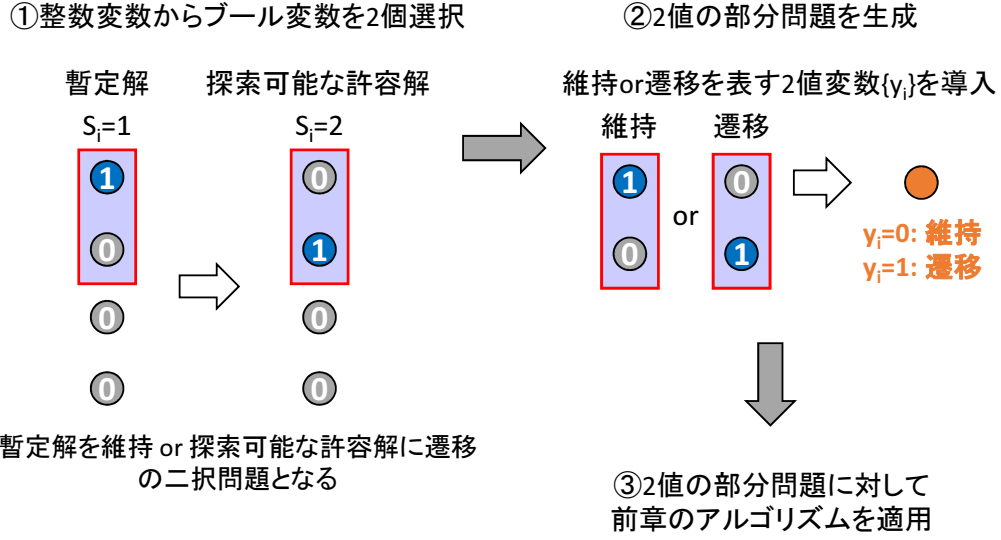 ①整数変数からブール変数を2個選択
暫定解
探索可能な許容解
Si=1
Si=2
1
0
0
1
0
0
0
0
暫定解を維持 or 探索可能な許容解に遷移
の二択問題となる
②2値の部分問題を生成
維持or遷移を表す2値変数{yi}を導入
維持
遷移
1
0
or
0
1
yi=0: 維持
yi=1: 遷移
③2値の部分問題に対して
前章のアルゴリズムを適用